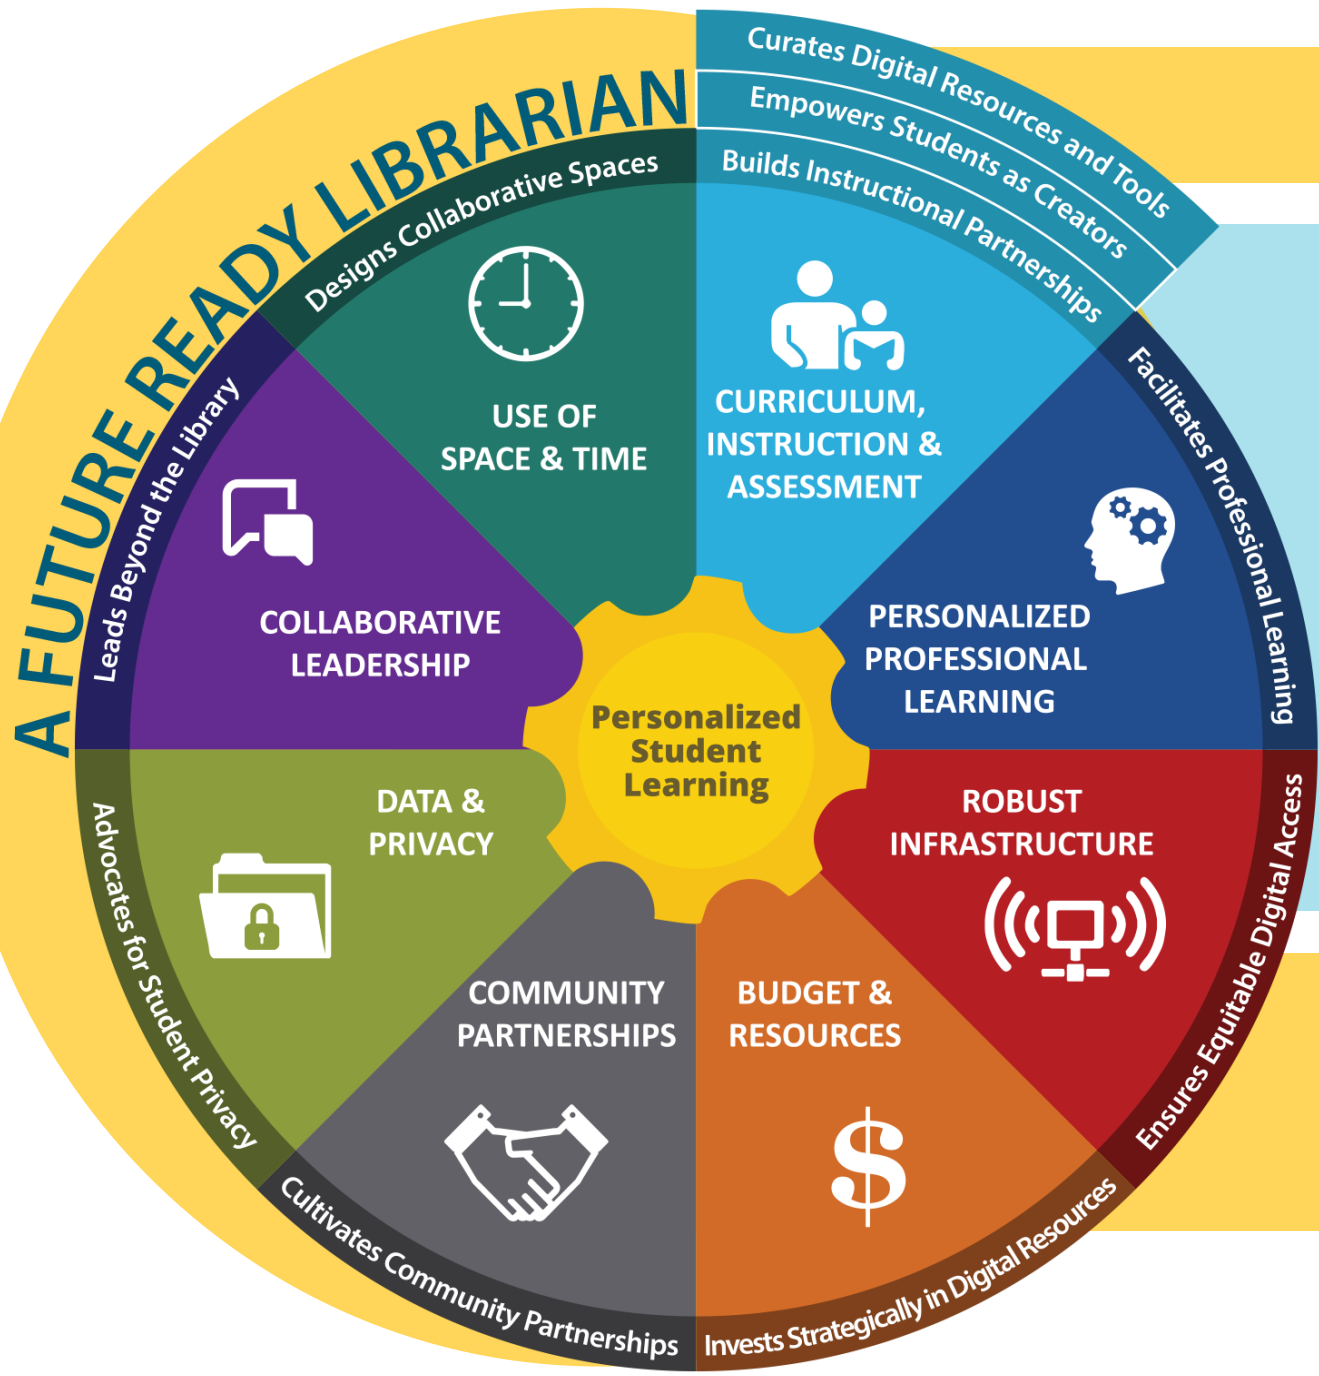 A FUTURE READY LIBRARIAN
Curates Digital Resources and Tools
Empowers Students as Creators
Builds Instructional Partnerships
CURRICULUM,
INSTRUCTION &
ASSESSMENT
Facilitates Professional Learning
PERSONALIZED
PROFESSIONAL
LEARNING
Ensures Equitable Digital Access
ROBUST
INFRASTRUCTURE
Invests Strategically in Digital Resources
BUDGET &
RESOURCES
$
Cultivates Community Partnerships
COMMUNITY
PARTNERSHIPS
Advocates for Student Privacy
DATA &
PRIVACY
Leads Beyond the Library
COLLABORATIVE
LEADERSHIP
Designs Collaborative Spaces
USE OF
SPACE & TIME
Personalized
Student
Learning